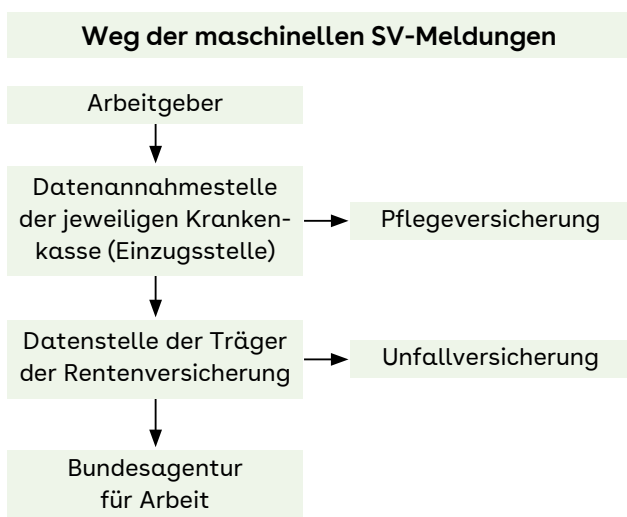 Weg der maschinellen SV-Meldungen
Arbeitgeber
Datenannahmestelle
der jeweiligen Kranken-
kasse (Einzugsstelle)
Pflegeversicherung
Datenstelle der Träger
der Rentenversicherung
Unfallversicherung
Bundesagentur
für Arbeit